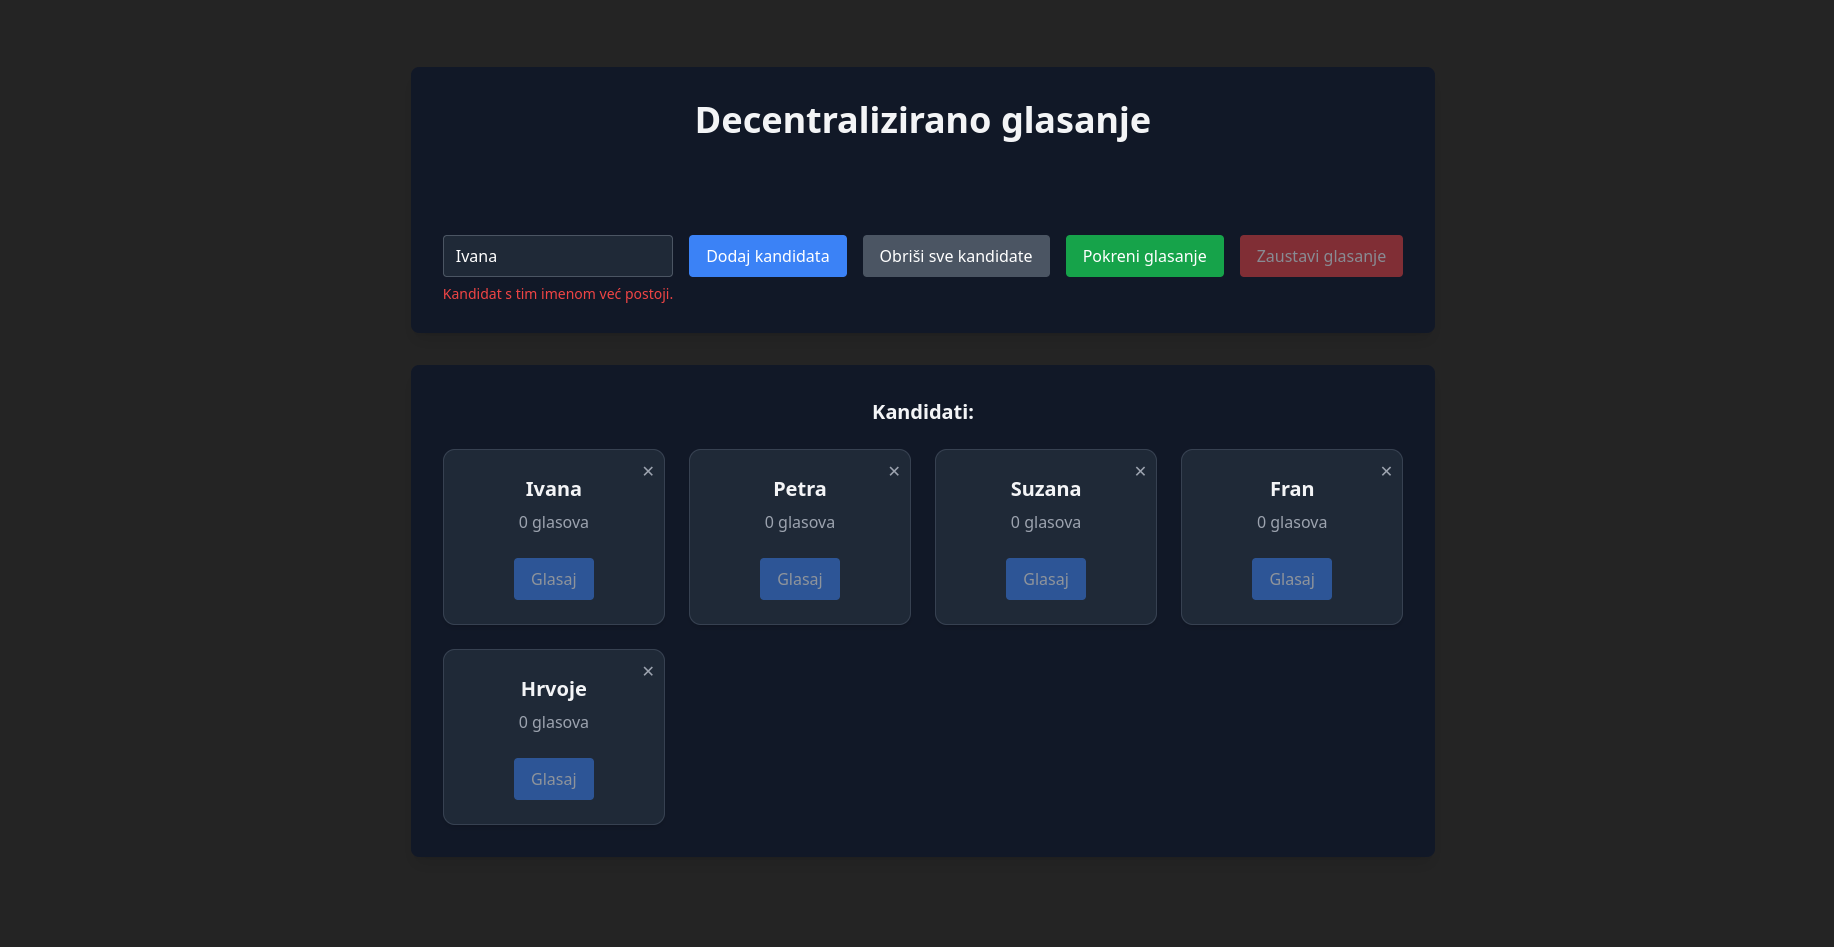 Decentralizirano glasanje
Ivana
Dodaj kandidata
Obriši sve kandidate
Pokreni glasanje
Zaustavi glasanje
Kandidat s tim imenom već postoji.
Kandidati:
✕
Ivana
0 glasova
Glasaj
✕
Petra
0 glasova
Glasaj
✕
Suzana
0 glasova
Glasaj
✕
Fran
0 glasova
Glasaj
✕
Hrvoje
0 glasova
Glasaj